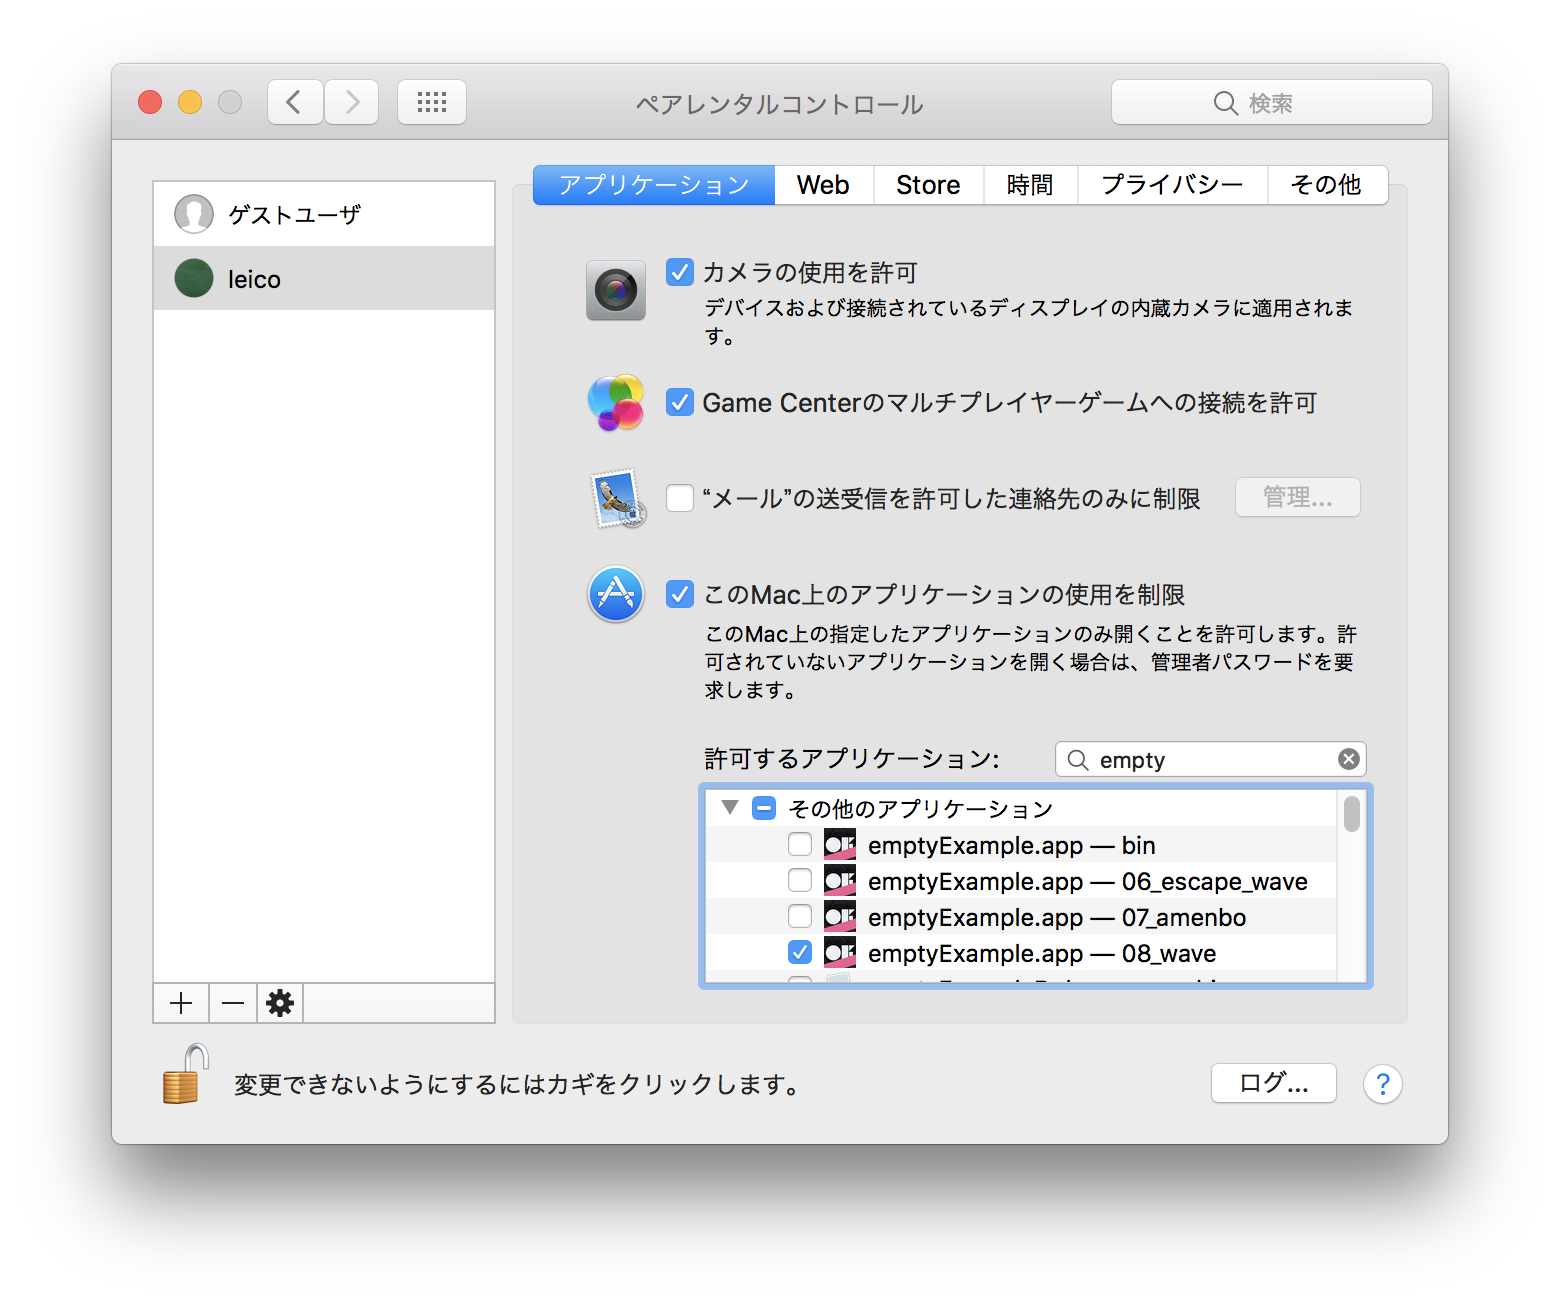 ペアレンタルコントロール
検索
ゲストユーザ
leico
アプリケーション
Web
Store
時間
プライバシー
その他
カメラの使用を許可
デバイスおよび接続されているディスプレイの内蔵カメラに適用されま
す。
Game Centerのマルチプレイヤーゲームへの接続を許可
“メール”の送受信を許可した連絡先のみに制限
管理...
このMac上のアプリケーションの使用を制限
このMac上の指定したアプリケーションのみ開くことを許可します。許
可されていないアプリケーションを開く場合は、管理者パスワードを要
求します。
許可するアプリケーション:
empty
その他のアプリケーション
emptyExample.app — bin
emptyExample.app — 06_escape_wave
emptyExample.app — 07_amenbo
emptyExample.app — 08_wave
変更できないようにするにはカギをクリックします。
ログ...
?